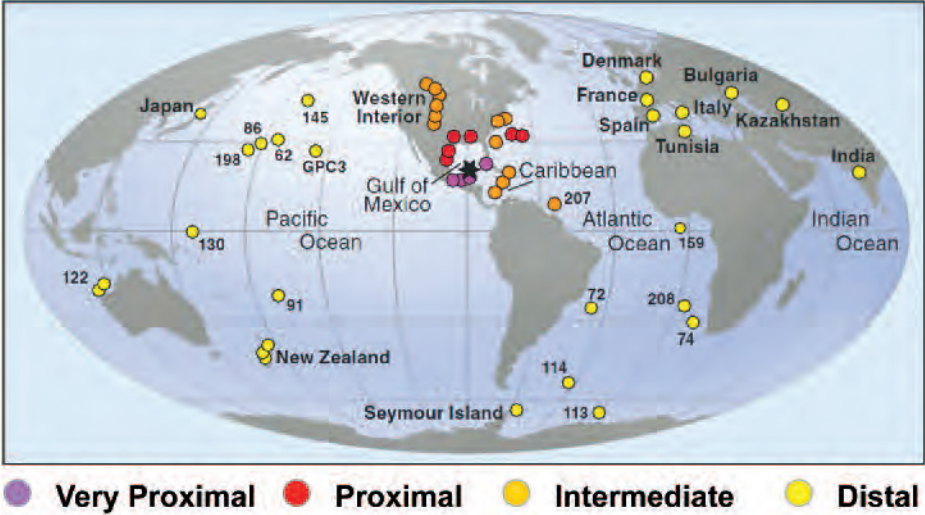 Denmark
Bulgaria
Japan
145
Western
Interior
France
Italy
Kazakhstan
Spain
86
62
198
GPC3
Tunisia
India
Caribbean
Gulf of
Mexico
207
Pacific
Ocean
Atlantic
Ocean
Indian
Ocean
130
159
122
91
72
208
74
New Zealand
114
Seymour Island
113
Very Proximal
Proximal
Intermediate
Distal